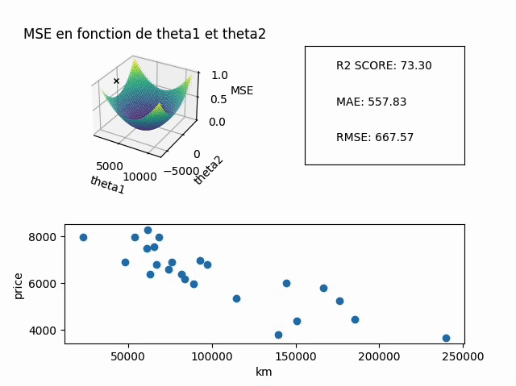 MSE en fonction de theta1 et theta2
1.0
0.5
0.0
MSE
5000
10000
theta1
0
−5000
theta2
R2 SCORE: 73.30
MAE: 557.83
RMSE: 667.57
8000
6000
4000
price
50000 100000 150000 200000 250000
km